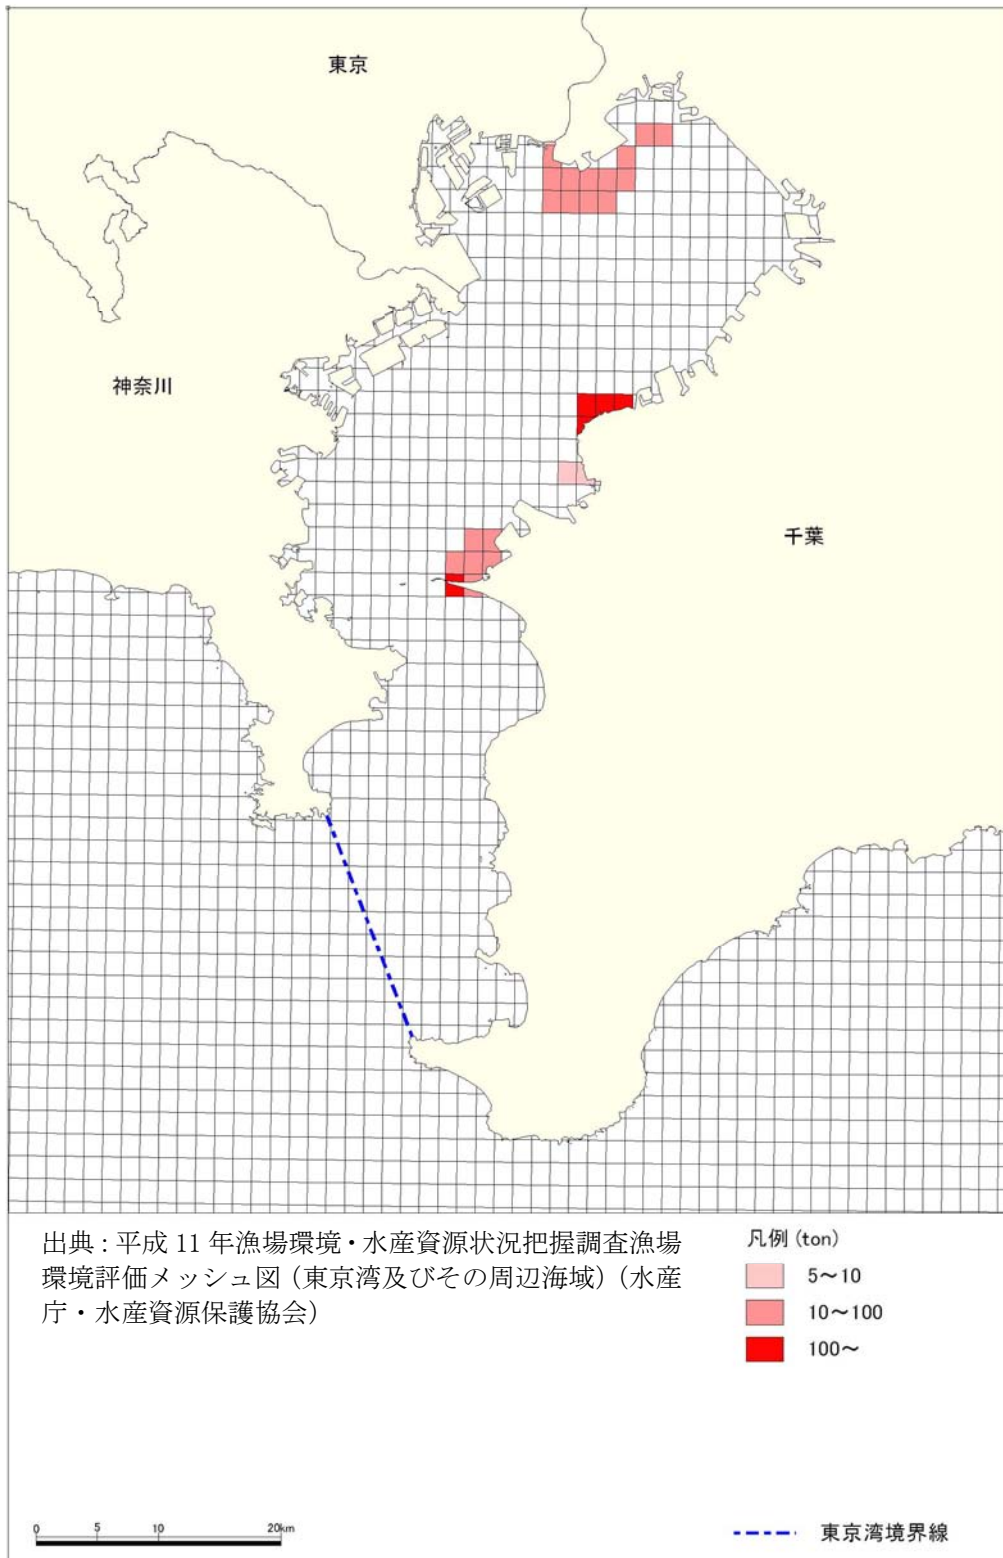 東京
神奈川
千葉
出典：平成 11 年漁場環境・水産資源状況把握調査漁場
環境評価メッシュ図（東京湾及びその周辺海域）（水産
庁・水産資源保護協会）
凡例 (ton)
5～10
10～100
100～
0 5 10 20km
東京湾境界線